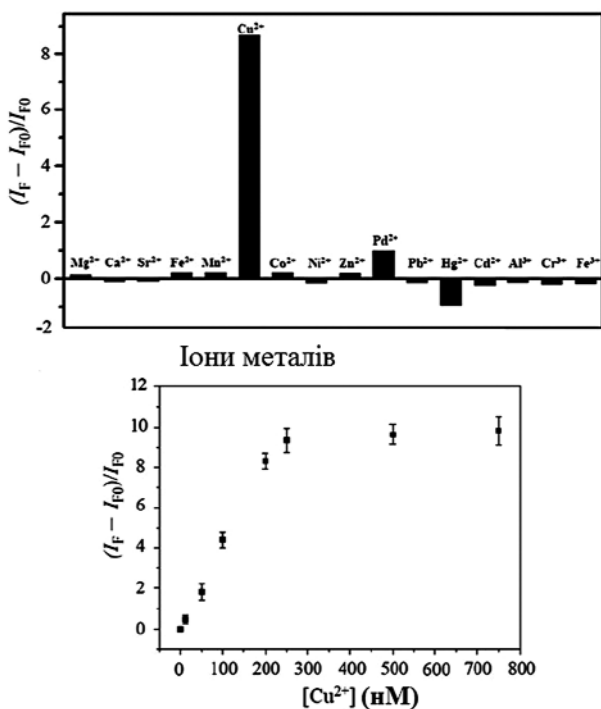 (I_F − I_F0)/I_F0
8
6
4
2
0
-2
Mg²⁺ Ca²⁺ Sr²⁺ Fe²⁺ Mn²⁺ Cu²⁺ Co²⁺ Ni²⁺ Zn²⁺ Pd²⁺ Pb²⁺ Hg²⁺ Cd²⁺ Al³⁺ Cr³⁺ Fe³⁺
Іони металів
(I_F − I_F0)/I_F0
12
10
8
6
4
2
0
0 100 200 300 400 500 600 700 800
[Cu²⁺] (нМ)